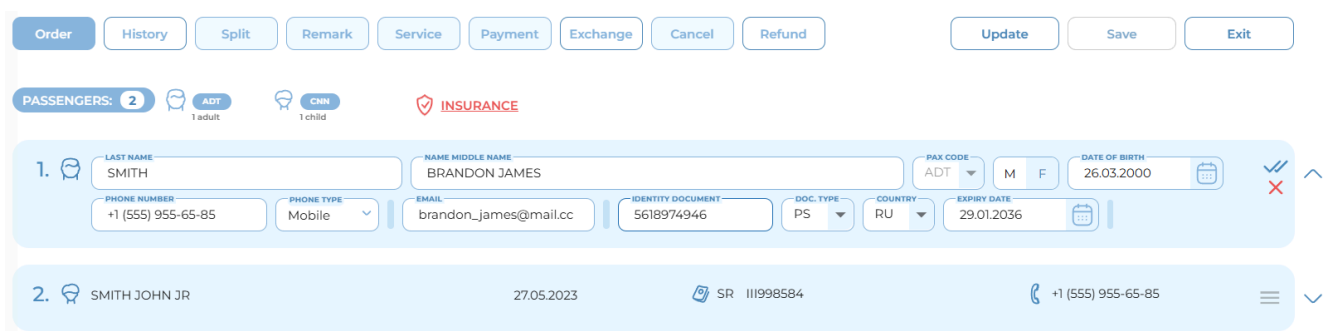 Order History Split Remark Service Payment Exchange Cancel Refund Update Save Exit
PASSENGERS: 2 ADT CNN INSURANCE
1 adult 1 child
LAST NAME NAME MIDDLE NAME PAX CODE DATE OF BIRTH
1. SMITH BRANDON JAMES ADT M F 26.03.2000
PHONE NUMBER PHONE TYPE EMAIL IDENTITY DOCUMENT DOC. TYPE COUNTRY EXPIRY DATE
+1 (555) 955-65-85 Mobile brandon_james@mail.cc 5618974946 PS RU 29.01.2036
2. SMITH JOHN JR 27.05.2023 SR III998584 +1 (555) 955-65-85